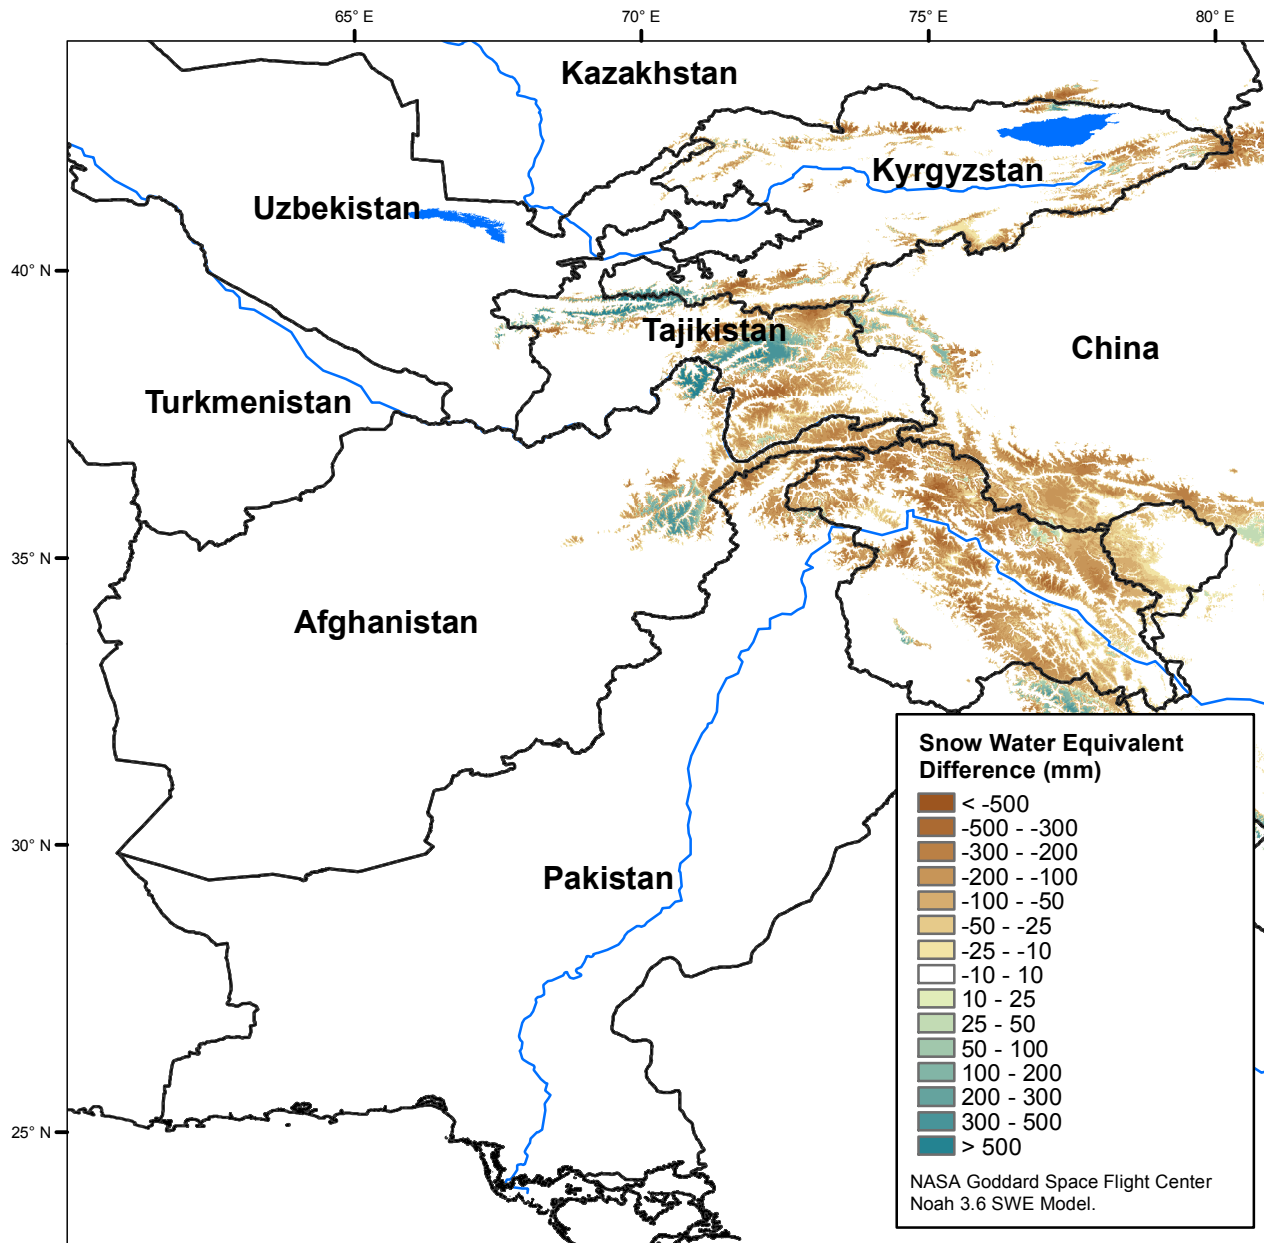 65° E
70° E
75° E
80° E
Kazakhstan
Kyrgyzstan
Uzbekistan
40° N
Tajikistan
China
Turkmenistan
35° N
Afghanistan
Snow Water Equivalent
Difference (mm)
< -500
-500 - -300
-300 - -200
-200 - -100
-100 - -50
-50 - -25
-25 - -10
-10 - 10
10 - 25
25 - 50
50 - 100
100 - 200
200 - 300
300 - 500
> 500
30° N
Pakistan
25° N
NASA Goddard Space Flight Center
Noah 3.6 SWE Model.